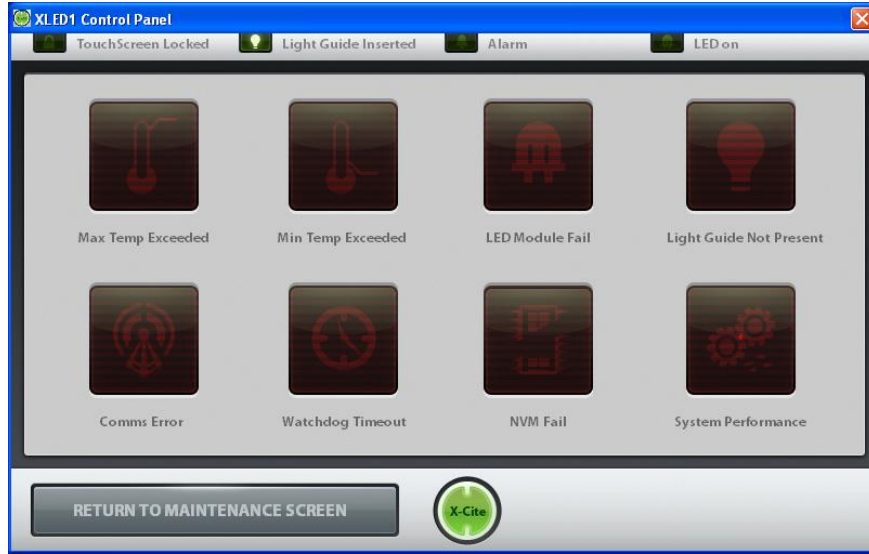 XLED1 Control Panel
TouchScreen Locked Light Guide Inserted Alarm LED on
Max Temp Exceeded Min Temp Exceeded LED Module Fail Light Guide Not Present
Comms Error Watchdog Timeout NVM Fail System Performance
RETURN TO MAINTENANCE SCREEN X-Cite